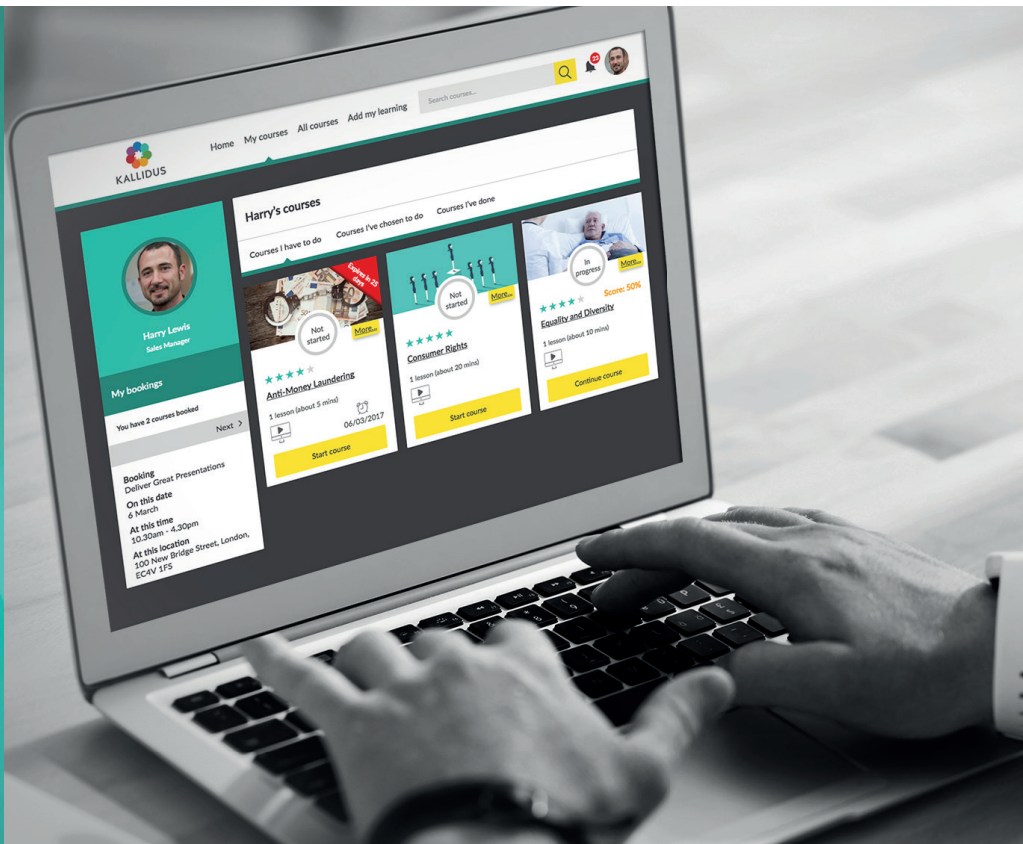 KALLIDUS
Home My courses All courses Add my learning
Search courses...
23
Harry Lewis
Sales Manager
My bookings
You have 2 courses booked
Next >
Booking
Deliver Great Presentations
On this date
6 March
At this time
10.30am - 4.30pm
At this location
100 New Bridge Street, London,
EC4V 1FS
Harry's courses
Courses I have to do Courses I've chosen to do Courses I've done
Expires in 25
days
Not
started
More...
Anti-Money Laundering
1 lesson (about 5 mins)
06/03/2017
Start course
Not
started
More...
Consumer Rights
1 lesson (about 20 mins)
Start course
In
progress
More...
Score: 50%
Equality and Diversity
1 lesson (about 10 mins)
Continue course